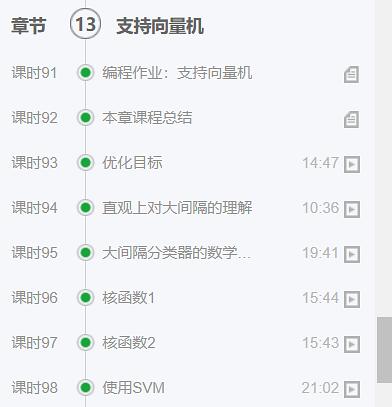 章节 13 支持向量机
课时91 编程作业：支持向量机
课时92 本章课程总结
课时93 优化目标 14:47
课时94 直观上对大间隔的理解 10:36
课时95 大间隔分类器的数学... 19:41
课时96 核函数1 15:44
课时97 核函数2 15:43
课时98 使用SVM 21:02